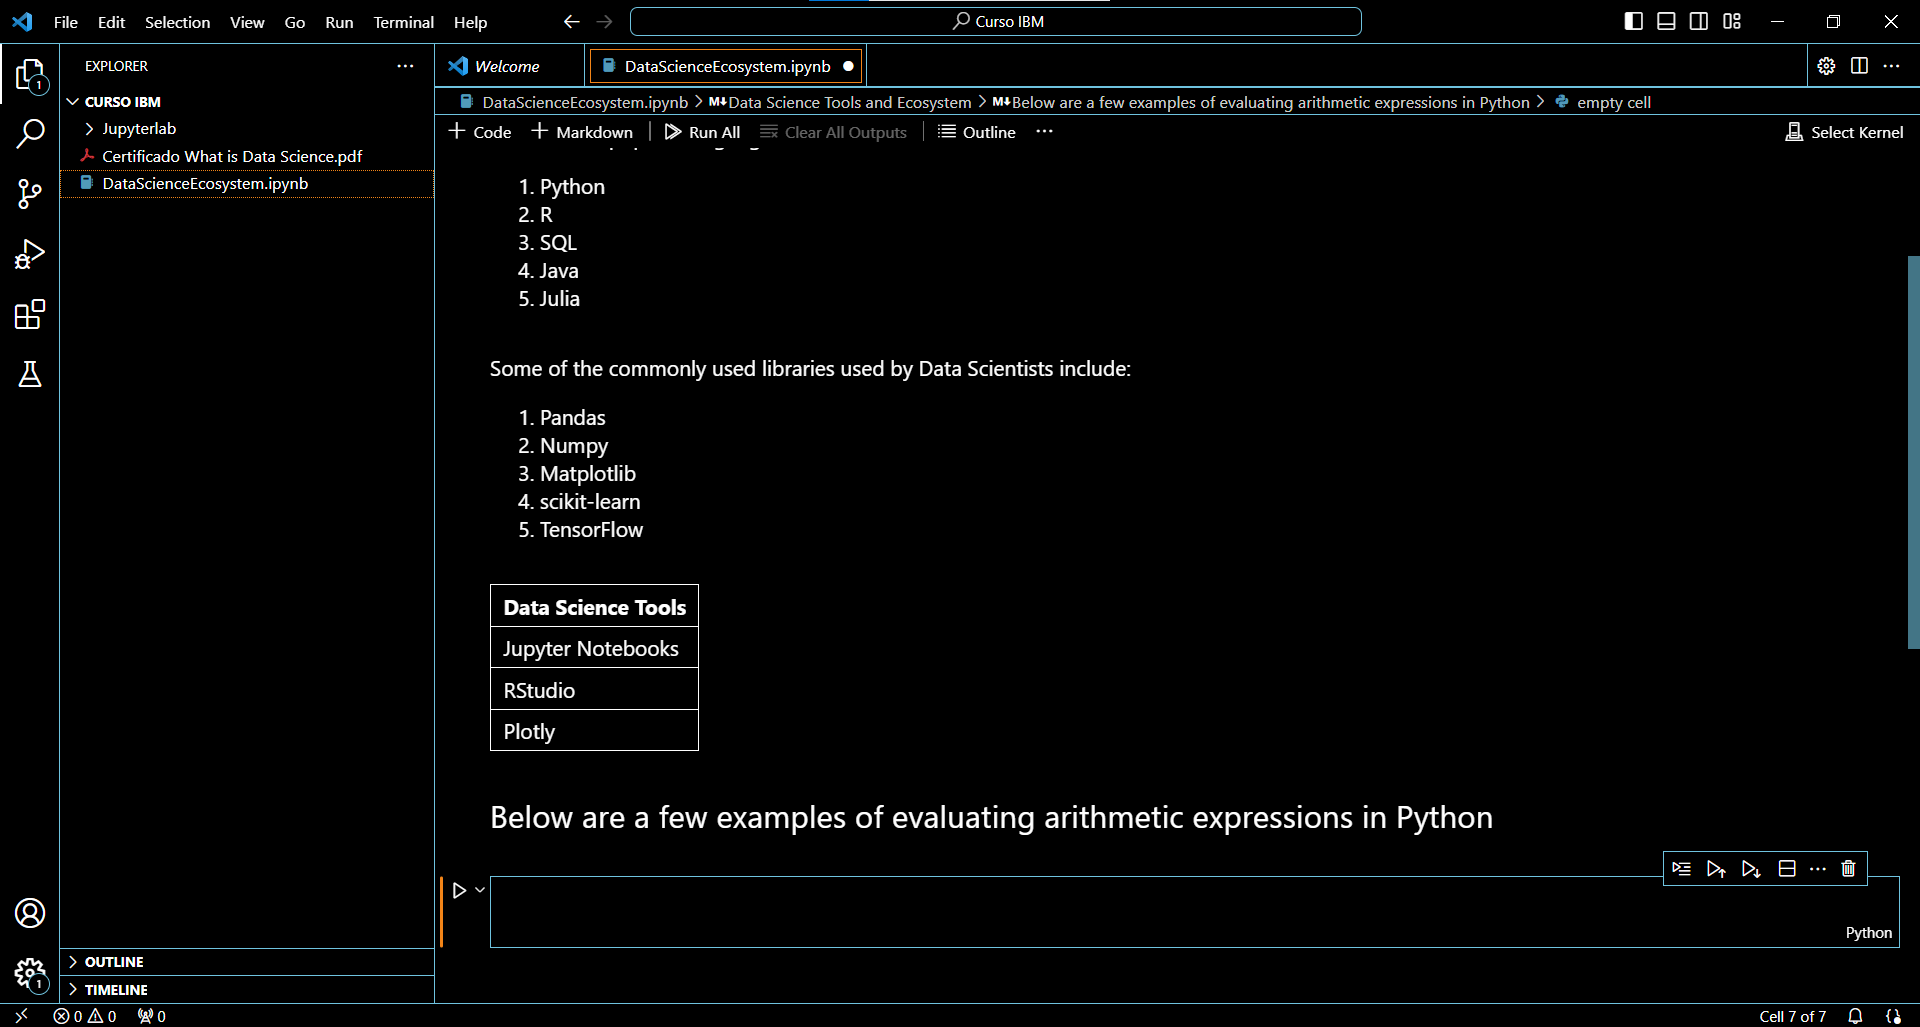 File Edit Selection View Go Run Terminal Help
Curso IBM
EXPLORER
Welcome
DataScienceEcosystem.ipynb
CURSO IBM
Jupyterlab
Certificado What is Data Science.pdf
DataScienceEcosystem.ipynb
DataScienceEcosystem.ipynb > M↓Data Science Tools and Ecosystem > M↓Below are a few examples of evaluating arithmetic expressions in Python > empty cell
+ Code + Markdown | Run All Clear All Outputs | Outline ... Select Kernel
1. Python
2. R
3. SQL
4. Java
5. Julia
Some of the commonly used libraries used by Data Scientists include:
1. Pandas
2. Numpy
3. Matplotlib
4. scikit-learn
5. TensorFlow
Data Science Tools
Jupyter Notebooks
RStudio
Plotly
Below are a few examples of evaluating arithmetic expressions in Python
Python
OUTLINE
TIMELINE
1
1
0 0 0
Cell 7 of 7